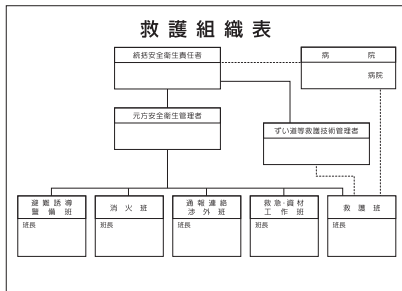 救護組織表
統括安全衛生責任者
病院
病院
元方安全衛生管理者
ずい道等救護技術管理者
避難誘導
警備班
消火班
通報連絡
渉外班
救急・資材
工作班
救護班
班長
班長
班長
班長
班長